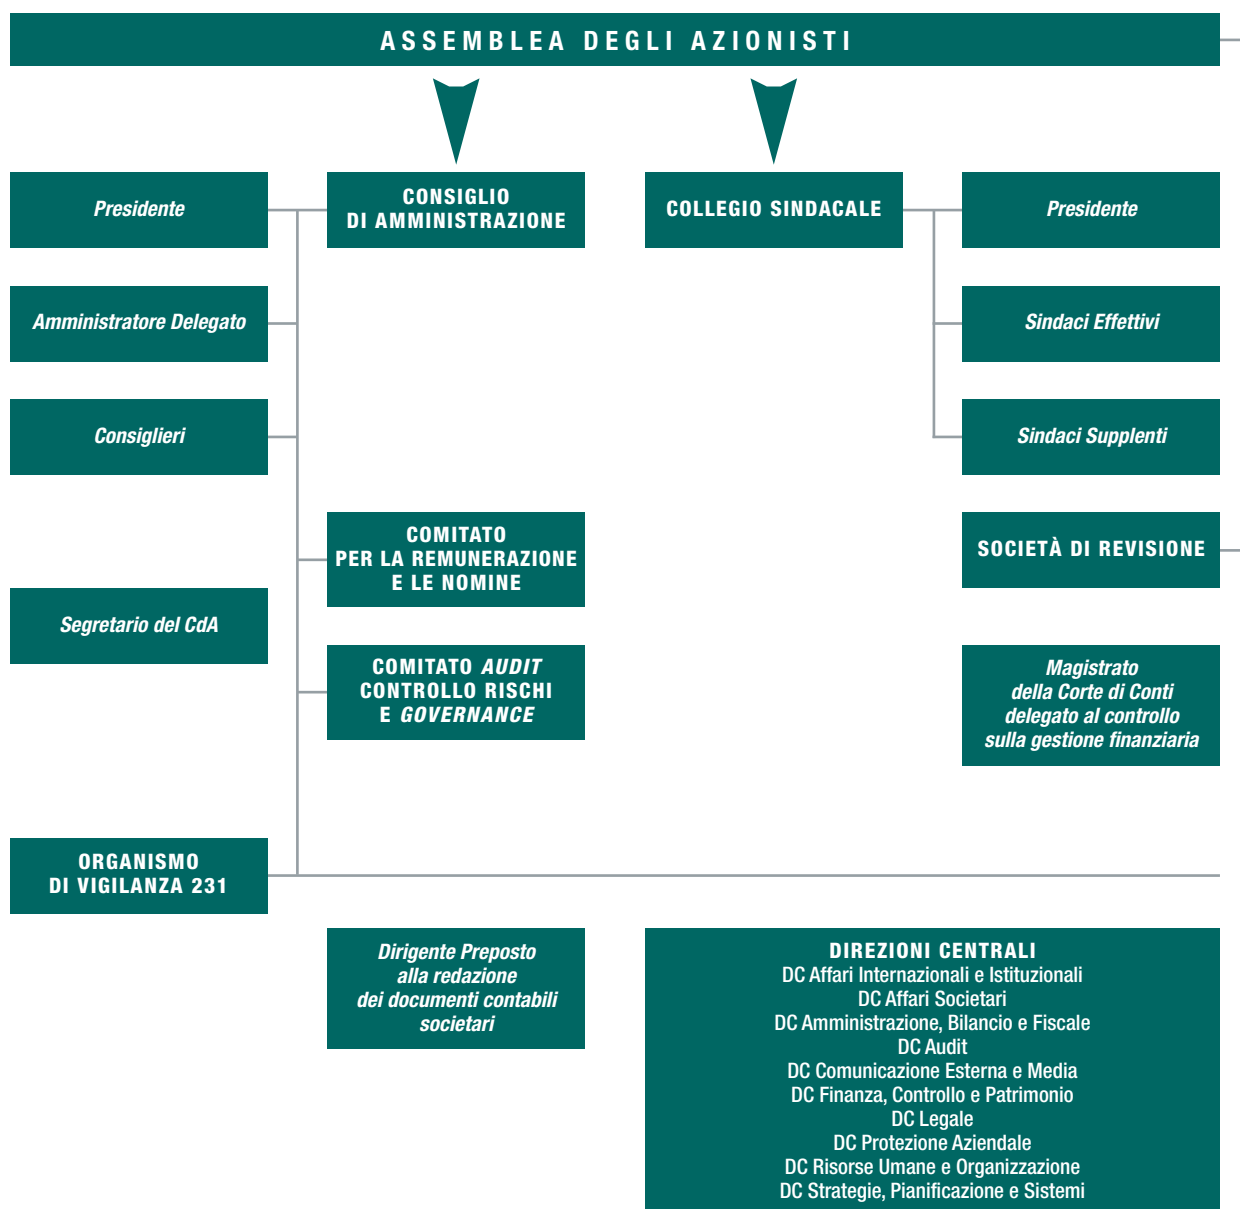 ASSEMBLEA DEGLI AZIONISTI
Presidente
CONSIGLIO
DI AMMINISTRAZIONE
COLLEGIO SINDACALE
Presidente
Amministratore Delegato
Sindaci Effettivi
Consiglieri
Sindaci Supplenti
COMITATO
PER LA REMUNERAZIONE
E LE NOMINE
SOCIETÀ DI REVISIONE
Segretario del CdA
COMITATO AUDIT
CONTROLLO RISCHI
E GOVERNANCE
Magistrato
della Corte di Conti
delegato al controllo
sulla gestione finanziaria
ORGANISMO
DI VIGILANZA 231
Dirigente Preposto
alla redazione
dei documenti contabili
societari
DIREZIONI CENTRALI
DC Affari Internazionali e Istituzionali
DC Affari Societari
DC Amministrazione, Bilancio e Fiscale
DC Audit
DC Comunicazione Esterna e Media
DC Finanza, Controllo e Patrimonio
DC Legale
DC Protezione Aziendale
DC Risorse Umane e Organizzazione
DC Strategie, Pianificazione e Sistemi